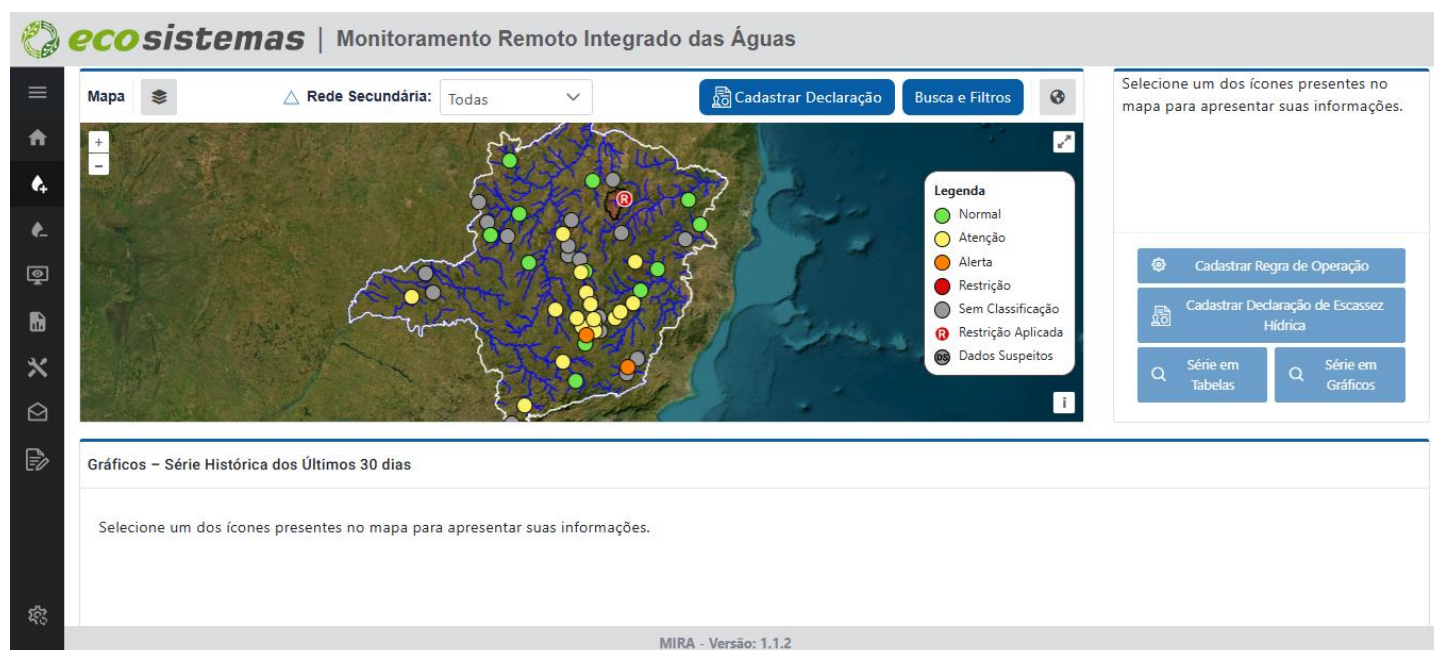 ecosistemas | Monitoramento Remoto Integrado das Águas
Mapa
Rede Secundária:
Todas
Cadastrar Declaração
Busca e Filtros
+
-
R
Legenda
Normal
Atenção
Alerta
Restrição
Sem Classificação
R Restrição Aplicada
DS Dados Suspeitos
i
Selecione um dos ícones presentes no
mapa para apresentar suas informações.
Cadastrar Regra de Operação
Cadastrar Declaração de Escassez
Hídrica
Série em
Tabelas
Série em
Gráficos
Gráficos – Série Histórica dos Últimos 30 dias
Selecione um dos ícones presentes no mapa para apresentar suas informações.
MIRA - Versão: 1.1.2